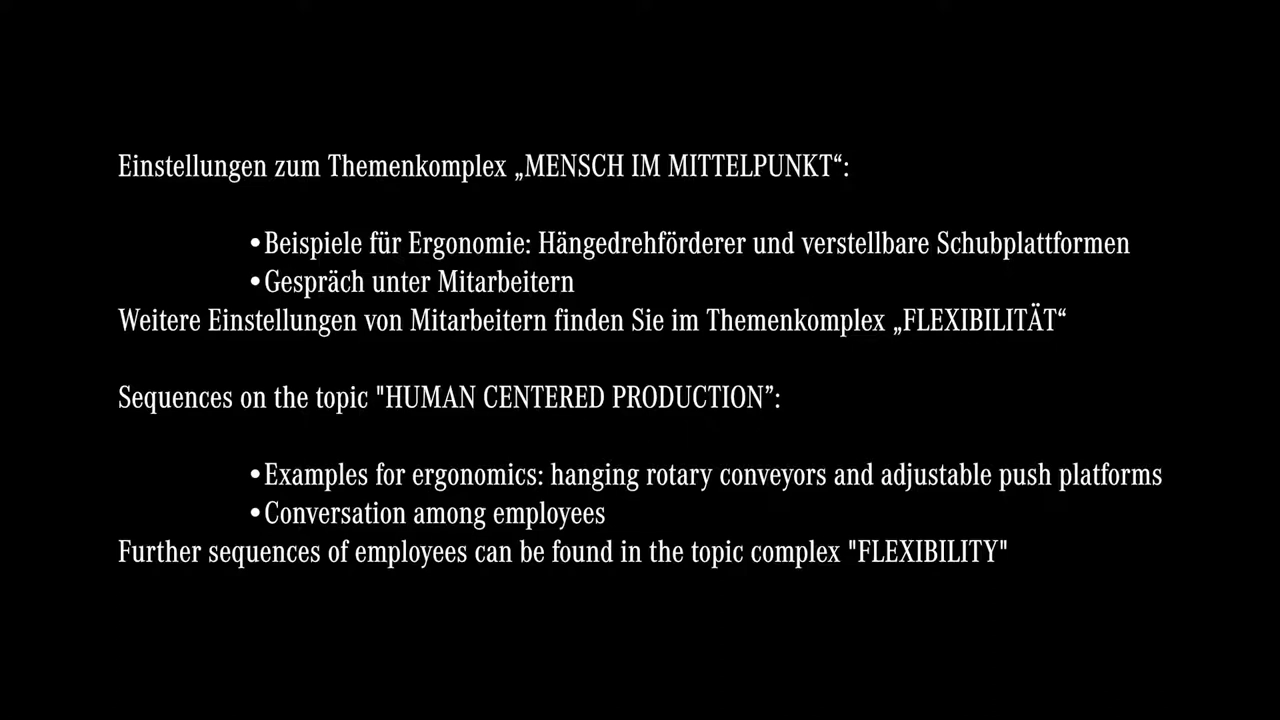 Einstellungen zum Themenkomplex „MENSCH IM MITTELPUNKT“:
•Beispiele für Ergonomie: Hängedrehförderer und verstellbare Schubplattformen
•Gespräch unter Mitarbeitern
Weitere Einstellungen von Mitarbeitern finden Sie im Themenkomplex „FLEXIBILITÄT“
Sequences on the topic "HUMAN CENTERED PRODUCTION”:
•Examples for ergonomics: hanging rotary conveyors and adjustable push platforms
•Conversation among employees
Further sequences of employees can be found in the topic complex "FLEXIBILITY"